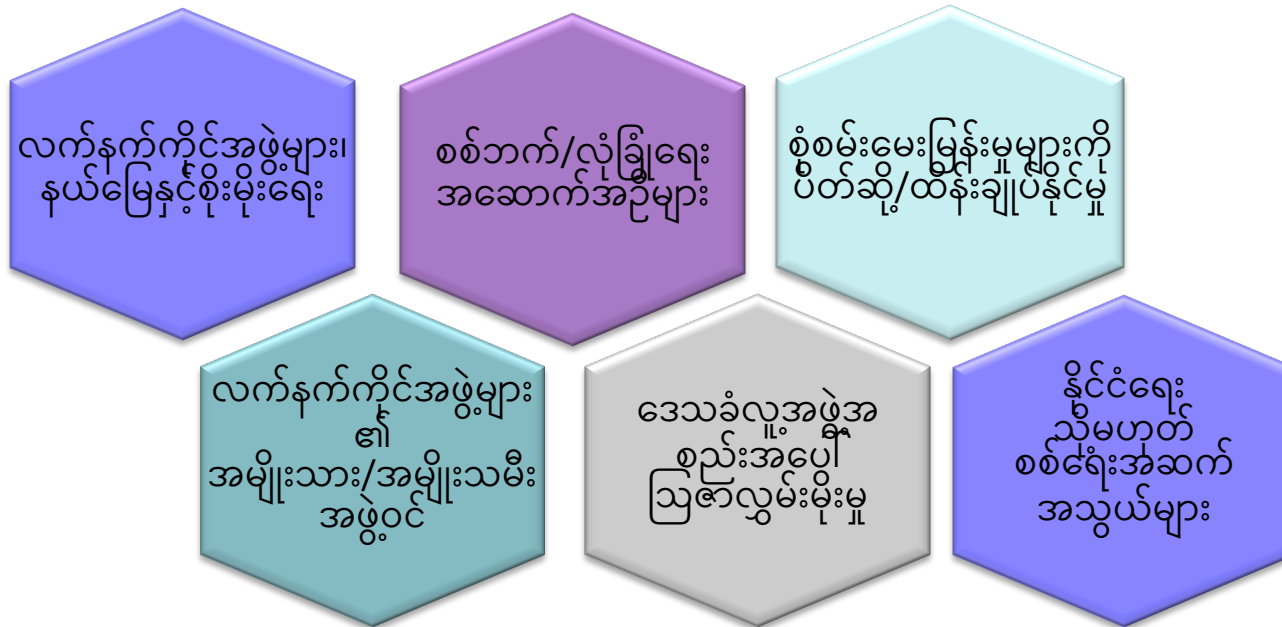 လက်နက်ကိုင်အဖွဲ့များ၊
နယ်မြေနှင့်စိုးမိုးရေး
စစ်ဘက်/လုံခြုံရေး
အဆောက်အဦများ
စုံစမ်းမေးမြန်းမှုများကို
ပိတ်ဆို့/ထိန်းချုပ်နိုင်မှု
လက်နက်ကိုင်အဖွဲ့များ
၏
အမျိုးသား/အမျိုးသမီး
အဖွဲ့ဝင်
ဒေသခံလူ့အဖွဲ့အ
စည်းအပေါ်
ဩဇာလွှမ်းမိုးမှု
နိုင်ငံရေး
သို့မဟုတ်
စစ်ရေးအဆက်
အသွယ်များ